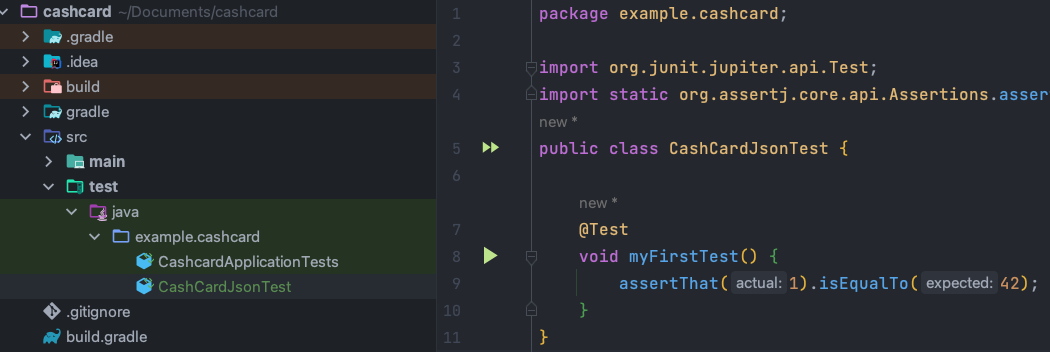 cashcard ~/Documents/cashcard
.gradle
.idea
build
gradle
src
main
test
java
example.cashcard
CashcardApplicationTests
CashCardJsonTest
.gitignore
build.gradle
1 package example.cashcard;
2
3 import org.junit.jupiter.api.Test;
4 import static org.assertj.core.api.Assertions.asser
new *
5 public class CashCardJsonTest {
6
new *
7 @Test
8 void myFirstTest() {
9 assertThat( actual: 1).isEqualTo( expected: 42);
10 }
11 }